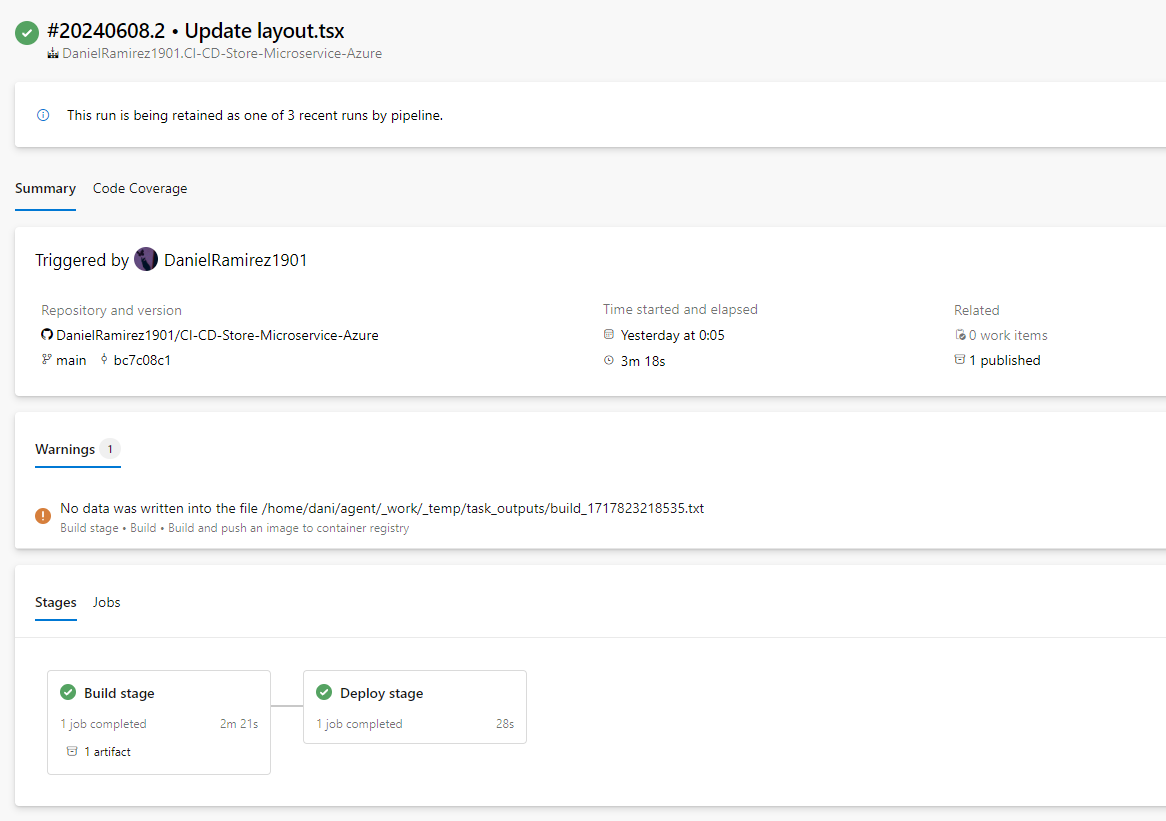 #20240608.2 • Update layout.tsx
DanielRamirez1901.CI-CD-Store-Microservice-Azure
This run is being retained as one of 3 recent runs by pipeline.
Summary Code Coverage
Triggered by DanielRamirez1901
Repository and version
DanielRamirez1901/CI-CD-Store-Microservice-Azure
main bc7c08c1
Time started and elapsed
Yesterday at 0:05
3m 18s
Related
0 work items
1 published
Warnings 1
No data was written into the file /home/dani/agent/_work/_temp/task_outputs/build_1717823218535.txt
Build stage • Build • Build and push an image to container registry
Stages Jobs
Build stage
1 job completed 2m 21s
1 artifact
Deploy stage
1 job completed 28s